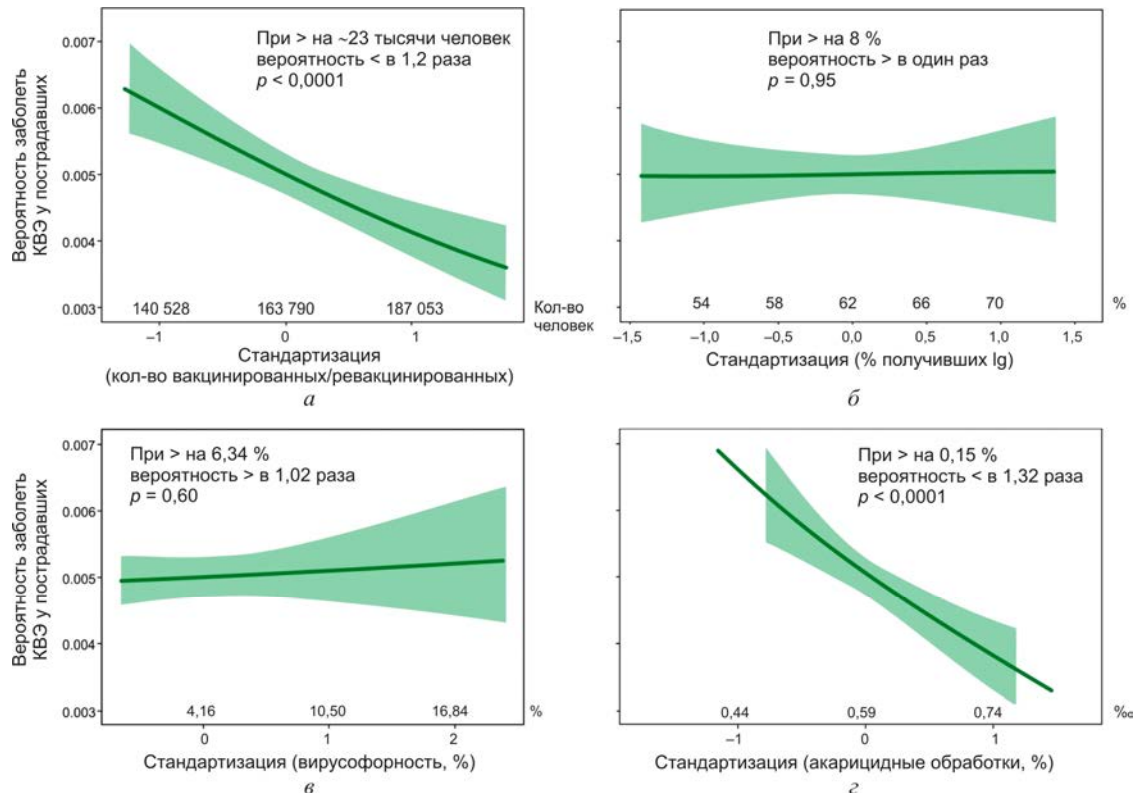 При > на ~23 тысячи человек
вероятность < в 1,2 раза
p < 0,0001
Вероятность заболеть
КВЭ у пострадавших
0.007
0.006
0.005
0.004
0.003
140 528 163 790 187 053
Кол-во
человек
–1 0 1
Стандартизация
(кол-во вакцинированных/ревакцинированных)
а
При > на 8 %
вероятность > в один раз
p = 0,95
54 58 62 66 70 %
–1,5 –1,0 –0,5 0,0 0,5 1,0 1,5
Стандартизация (% получивших Ig)
б
При > на 6,34 %
вероятность > в 1,02 раза
p = 0,60
Вероятность заболеть
КВЭ у пострадавших
0.007
0.006
0.005
0.004
0.003
4,16 10,50 16,84 %
0 1 2
Стандартизация (вирусофорность, %)
в
При > на 0,15 %
вероятность < в 1,32 раза
p < 0,0001
0,44 0,59 0,74 ‰
–1 0 1
Стандартизация (акарицидные обработки, %)
г